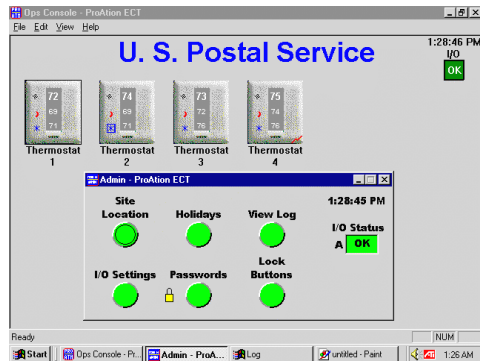 Ops Console - ProAtion ECT
File Edit View Help
U. S. Postal Service
1:28:46 PM
I/O
OK
72 74 73 75
69 69 72 74
71 71 76 76
Thermostat Thermostat Thermostat Thermostat
1 2 3 4
Admin - ProAtion ECT
Site Location
Holidays
View Log
1:28:45 PM
I/O Status
A OK
I/O Settings
Passwords
Lock Buttons
Ready
NUM
Start
Ops Console - Pr...
Admin - ProA...
Log
untitled - Paint
ATI
1:26 AM